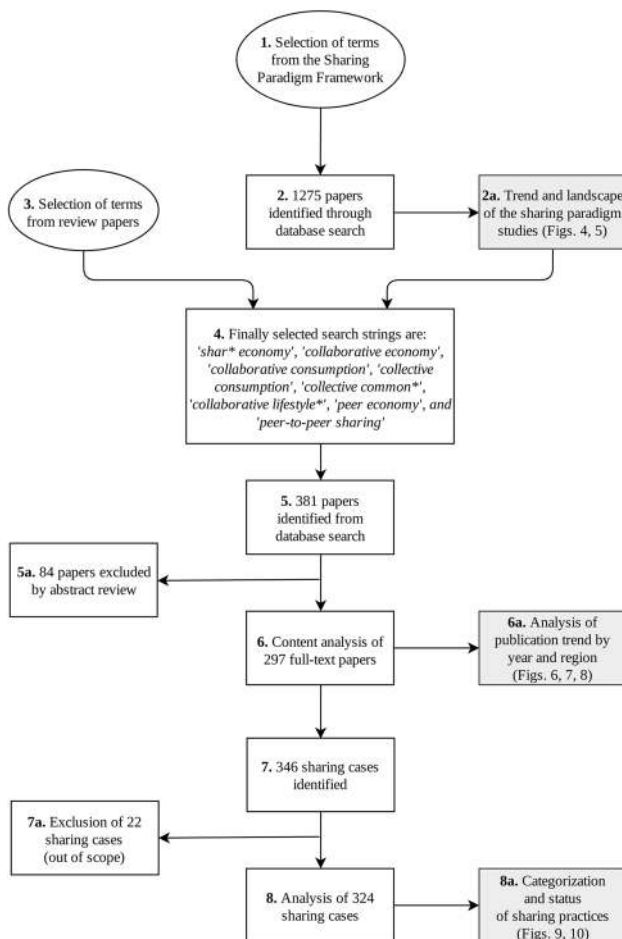 1. Selection of terms
from the Sharing
Paradigm Framework
3. Selection of terms
from review papers
2. 1275 papers
identified through
database search
2a. Trend and landscape
of the sharing paradigm
studies (Figs. 4, 5)
4. Finally selected search strings are:
'shar* economy', 'collaborative economy',
'collaborative consumption', 'collective
consumption', 'collective common*',
'collaborative lifestyle*', 'peer economy', and
'peer-to-peer sharing'
5. 381 papers
identified from
database search
5a. 84 papers excluded
by abstract review
6. Content analysis of
297 full-text papers
6a. Analysis of
publication trend by
year and region
(Figs. 6, 7, 8)
7. 346 sharing cases
identified
7a. Exclusion of 22
sharing cases
(out of scope)
8. Analysis of 324
sharing cases
8a. Categorization
and status
of sharing practices
(Figs. 9, 10)